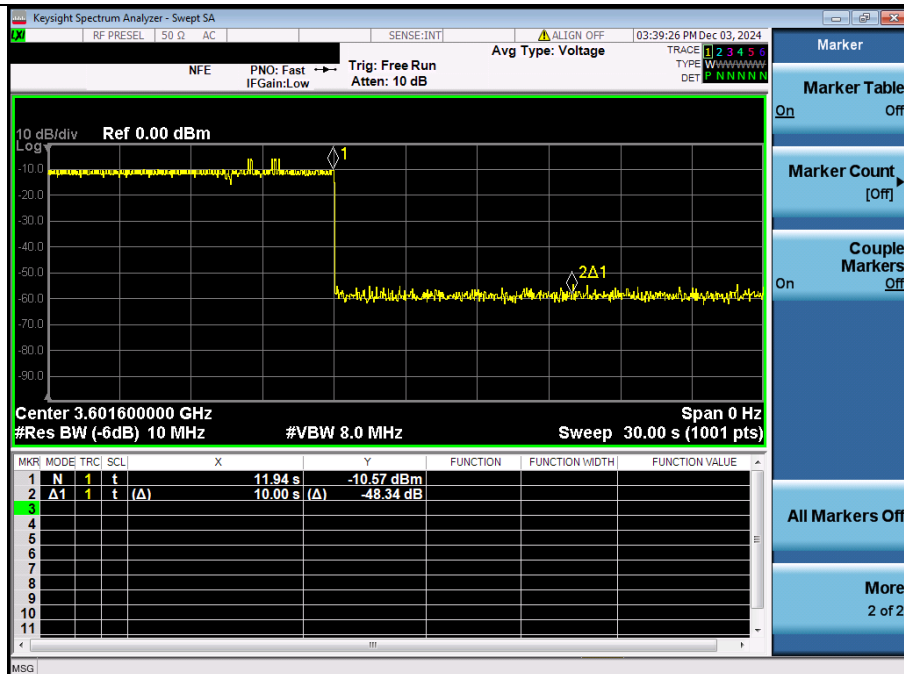 Keysight Spectrum Analyzer - Swept SA
LXI RF PRESEL 50 Ω AC SENSE:INT ALIGN OFF 03:39:26 PM Dec 03, 2024
NFE PNO: Fast Trig: Free Run Avg Type: Voltage TRACE 1 2 3 4 5 6
IFGain:Low Atten: 10 dB TYPE WWWWWW
DET P N N N N N
10 dB/div Ref 0.00 dBm
Log
1
-10.0
-20.0
-30.0
-40.0
-50.0
2Δ1
-60.0
-70.0
-80.0
-90.0
Center 3.601600000 GHz Span 0 Hz
#Res BW (-6dB) 10 MHz #VBW 8.0 MHz Sweep 30.00 s (1001 pts)
MKR MODE TRC SCL X Y FUNCTION FUNCTION WIDTH FUNCTION VALUE
1 N 1 t 11.94 s -10.57 dBm
2 Δ1 1 t (Δ) 10.00 s (Δ) -48.34 dB
3
4
5
6
7
8
9
10
11
MSG
Marker
Marker Table
On Off
Marker Count
[Off]
Couple
Markers
On Off
All Markers Off
More
2 of 2